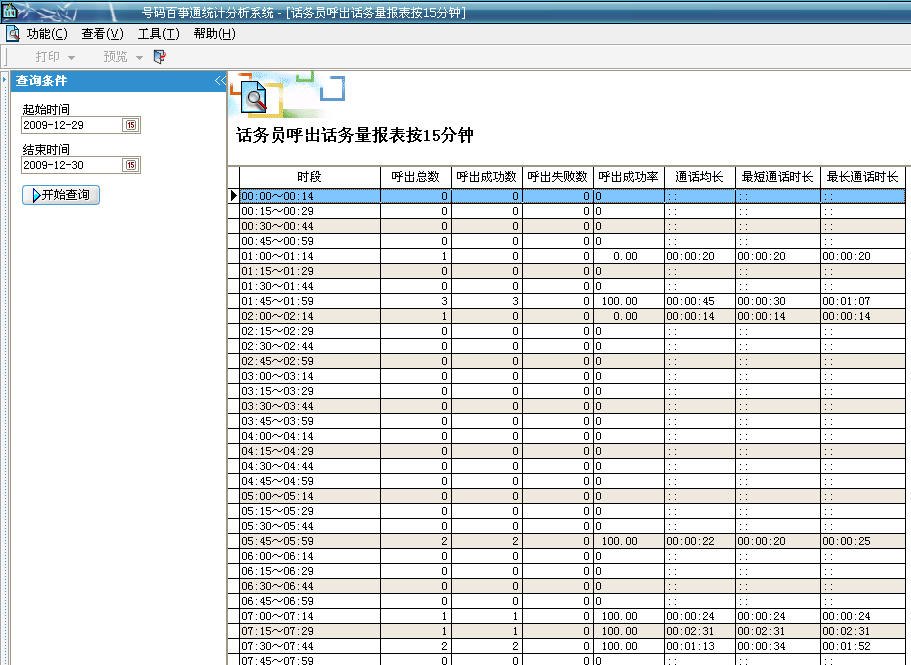 号码百事通统计分析系统 - [话务员呼出话务量报表按15分钟]
功能(C) 查看(V) 工具(T) 帮助(H)
打印 预览
查询条件
起始时间
2009-12-29
结束时间
2009-12-30
开始查询
话务员呼出话务量报表按15分钟
时段 呼出总数 呼出成功数 呼出失败数 呼出成功率 通话均长 最短通话时长 最长通话时长
00:00～00:14 0 0 0 0 :: :: ::
00:15～00:29 0 0 0 0 :: :: ::
00:30～00:44 0 0 0 0 :: :: ::
00:45～00:59 0 0 0 0 :: :: ::
01:00～01:14 1 0 0 0.00 00:00:20 00:00:20 00:00:20
01:15～01:29 0 0 0 0 :: :: ::
01:30～01:44 0 0 0 0 :: :: ::
01:45～01:59 3 3 0 100.00 00:00:45 00:00:30 00:01:07
02:00～02:14 1 0 0 0.00 00:00:14 00:00:14 00:00:14
02:15～02:29 0 0 0 0 :: :: ::
02:30～02:44 0 0 0 0 :: :: ::
02:45～02:59 0 0 0 0 :: :: ::
03:00～03:14 0 0 0 0 :: :: ::
03:15～03:29 0 0 0 0 :: :: ::
03:30～03:44 0 0 0 0 :: :: ::
03:45～03:59 0 0 0 0 :: :: ::
04:00～04:14 0 0 0 0 :: :: ::
04:15～04:29 0 0 0 0 :: :: ::
04:30～04:44 0 0 0 0 :: :: ::
04:45～04:59 0 0 0 0 :: :: ::
05:00～05:14 0 0 0 0 :: :: ::
05:15～05:29 0 0 0 0 :: :: ::
05:30～05:44 0 0 0 0 :: :: ::
05:45～05:59 2 2 0 100.00 00:00:22 00:00:20 00:00:25
06:00～06:14 0 0 0 0 :: :: ::
06:15～06:29 0 0 0 0 :: :: ::
06:30～06:44 0 0 0 0 :: :: ::
06:45～06:59 0 0 0 0 :: :: ::
07:00～07:14 1 1 0 100.00 00:00:24 00:00:24 00:00:24
07:15～07:29 1 1 0 100.00 00:02:31 00:02:31 00:02:31
07:30～07:44 2 2 0 100.00 00:01:13 00:00:34 00:01:52
07:45～07:59 0 0 0 0 :: :: ::